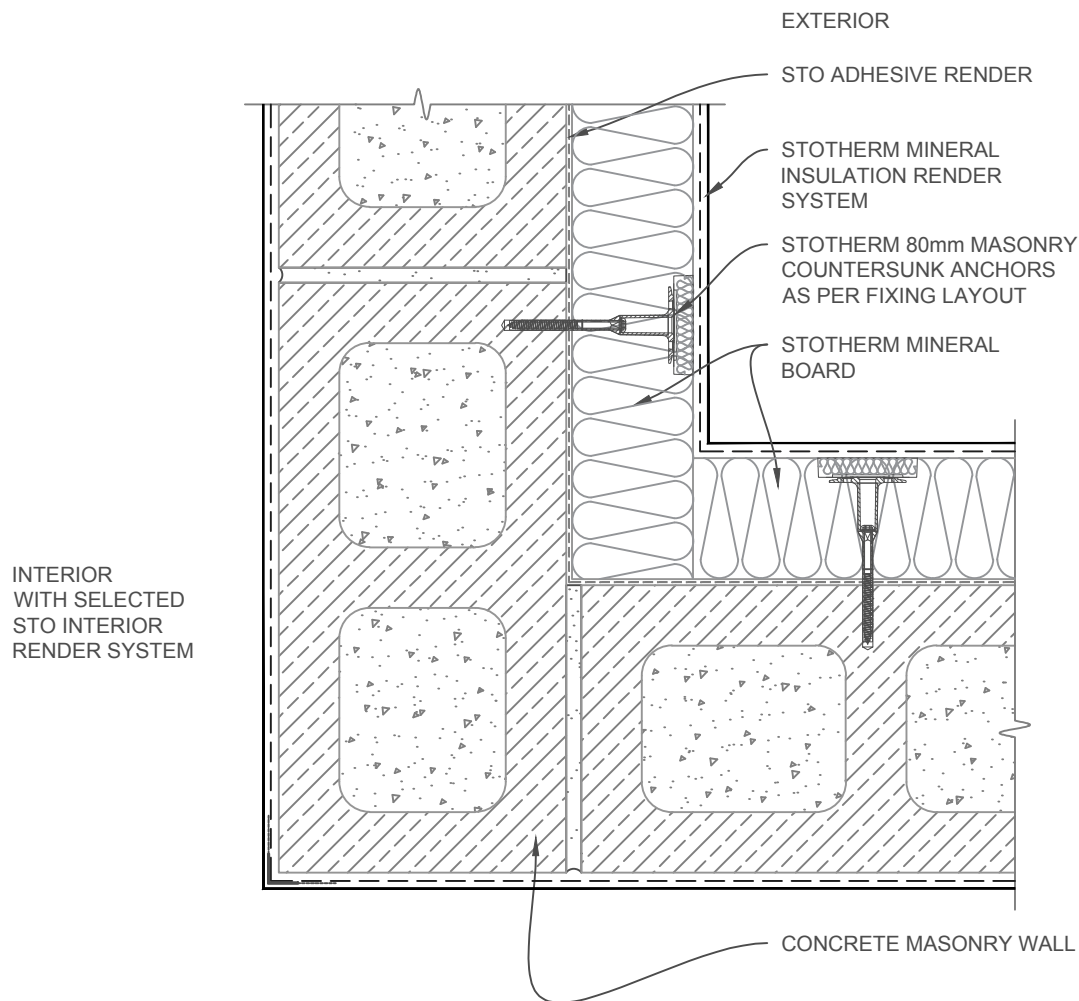 EXTERIOR
STO ADHESIVE RENDER
STOTHERM MINERAL
INSULATION RENDER
SYSTEM
STOTHERM 80mm MASONRY
COUNTERSUNK ANCHORS
AS PER FIXING LAYOUT
STOTHERM MINERAL
BOARD
INTERIOR
WITH SELECTED
STO INTERIOR
RENDER SYSTEM
CONCRETE MASONRY WALL